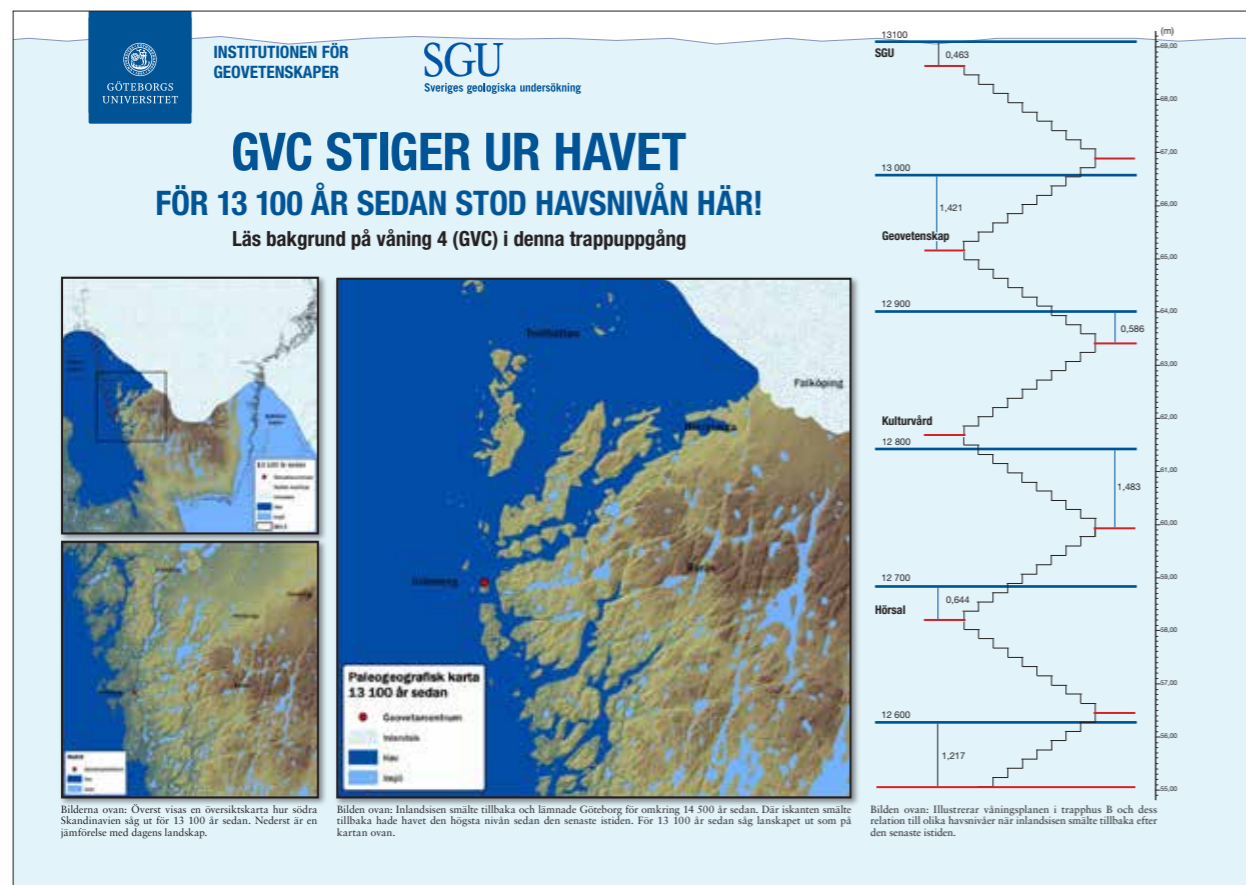 GÖTEBORGS
UNIVERSITET
INSTITUTIONEN FÖR
GEOVETENSKAPER
SGU
Sveriges geologiska undersökning
GVC STIGER UR HAVET
FÖR 13 100 ÅR SEDAN STOD HAVSNIVÅN HÄR!
Läs bakgrund på våning 4 (GVC) i denna trappuppgång
13 100 år sedan
Hav
Insjö
Trollhättan
Falköping
Göteborg
Borås
Paleogeografisk karta
13 100 år sedan
Geovetarcentrum
Inlandsis
Hav
Insjö
Bilderna ovan: Överst visas en översiktskarta hur södra
Skandinavien såg ut för 13 100 år sedan. Nederst är en
jämförelse med dagens landskap.
Bilden ovan: Inlandsisen smälte tillbaka och lämnade Göteborg för omkring 14 500 år sedan. Där iskanten smälte
tillbaka hade havet den högsta nivån sedan den senaste istiden. För 13 100 år sedan såg lanskapet ut som på
kartan ovan.
13100
SGU
0,463
13 000
1,421
Geovetenskap
12 900
0,586
Kulturvård
12 800
1,483
12 700
0,644
Hörsal
12 600
1,217
(m)
69,00
68,00
67,00
66,00
65,00
64,00
63,00
62,00
61,00
60,00
59,00
58,00
57,00
56,00
55,00
Bilden ovan: Illustrerar våningsplanen i trapphus B och dess
relation till olika havsnivåer när inlandsisen smälte tillbaka efter
den senaste istiden.